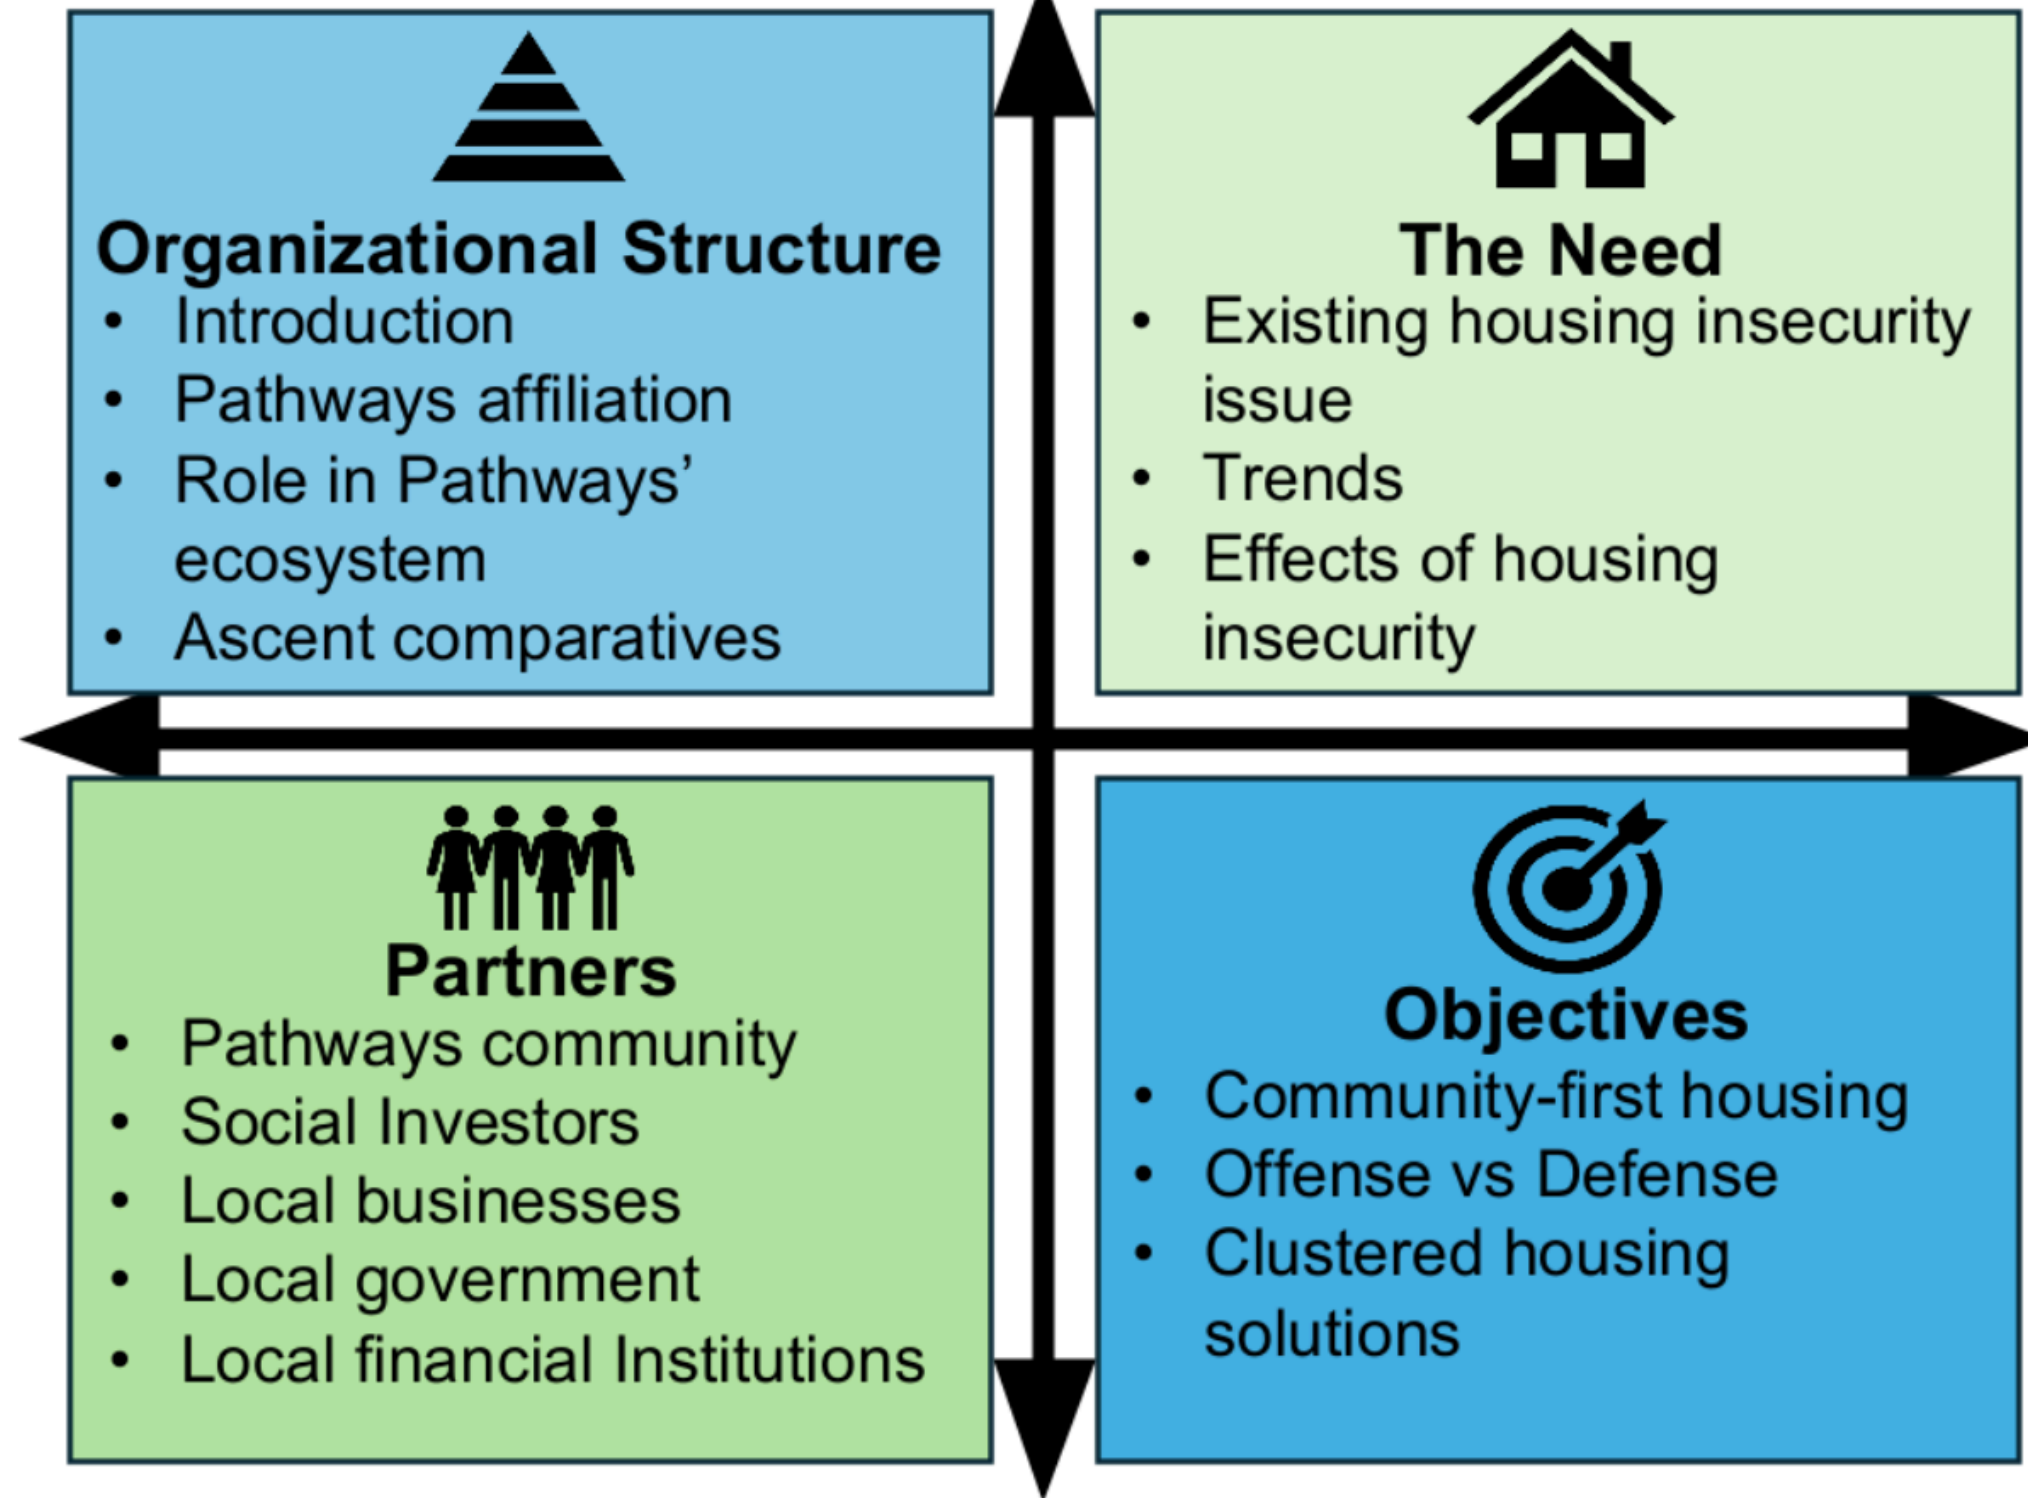 Organizational Structure
• Introduction
• Pathways affiliation
• Role in Pathways’
ecosystem
• Ascent comparatives
The Need
• Existing housing insecurity
issue
• Trends
• Effects of housing
insecurity
Partners
• Pathways community
• Social Investors
• Local businesses
• Local government
• Local financial Institutions
Objectives
• Community-first housing
• Offense vs Defense
• Clustered housing
solutions